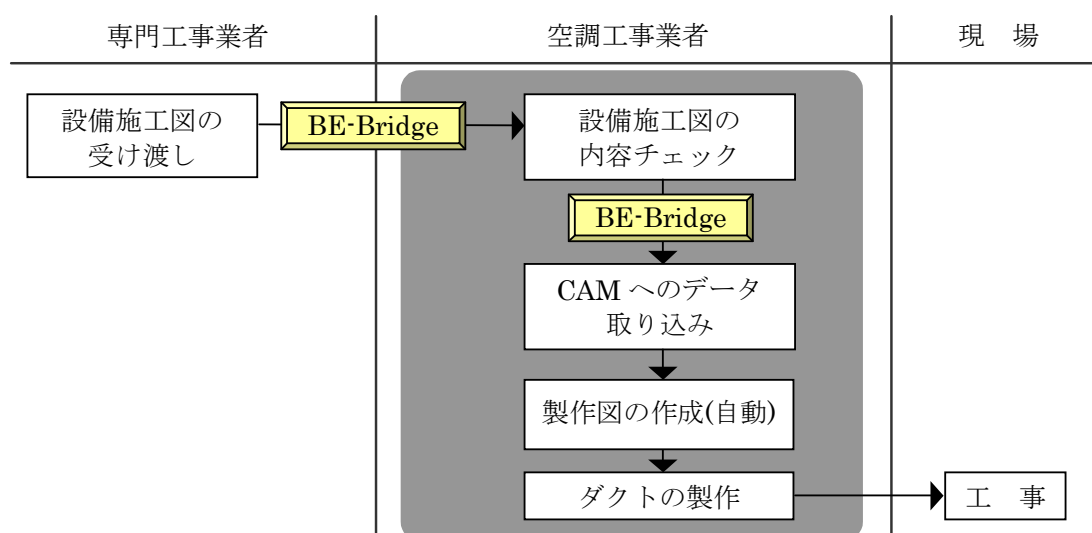 専門工事業者
空調工事業者
現 場
設備施工図の
受け渡し
BE-Bridge
設備施工図の
内容チェック
BE-Bridge
CAM へのデータ
取り込み
製作図の作成(自動)
ダクトの製作
工 事